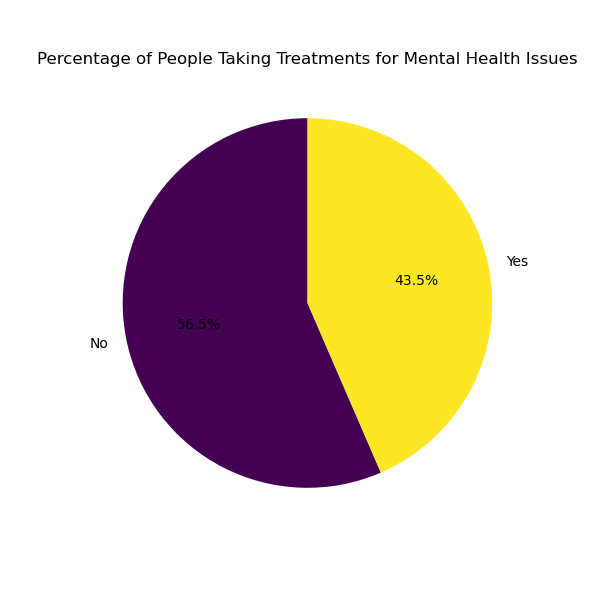 Percentage of People Taking Treatments for Mental Health Issues
Yes
43.5%
56.5%
No